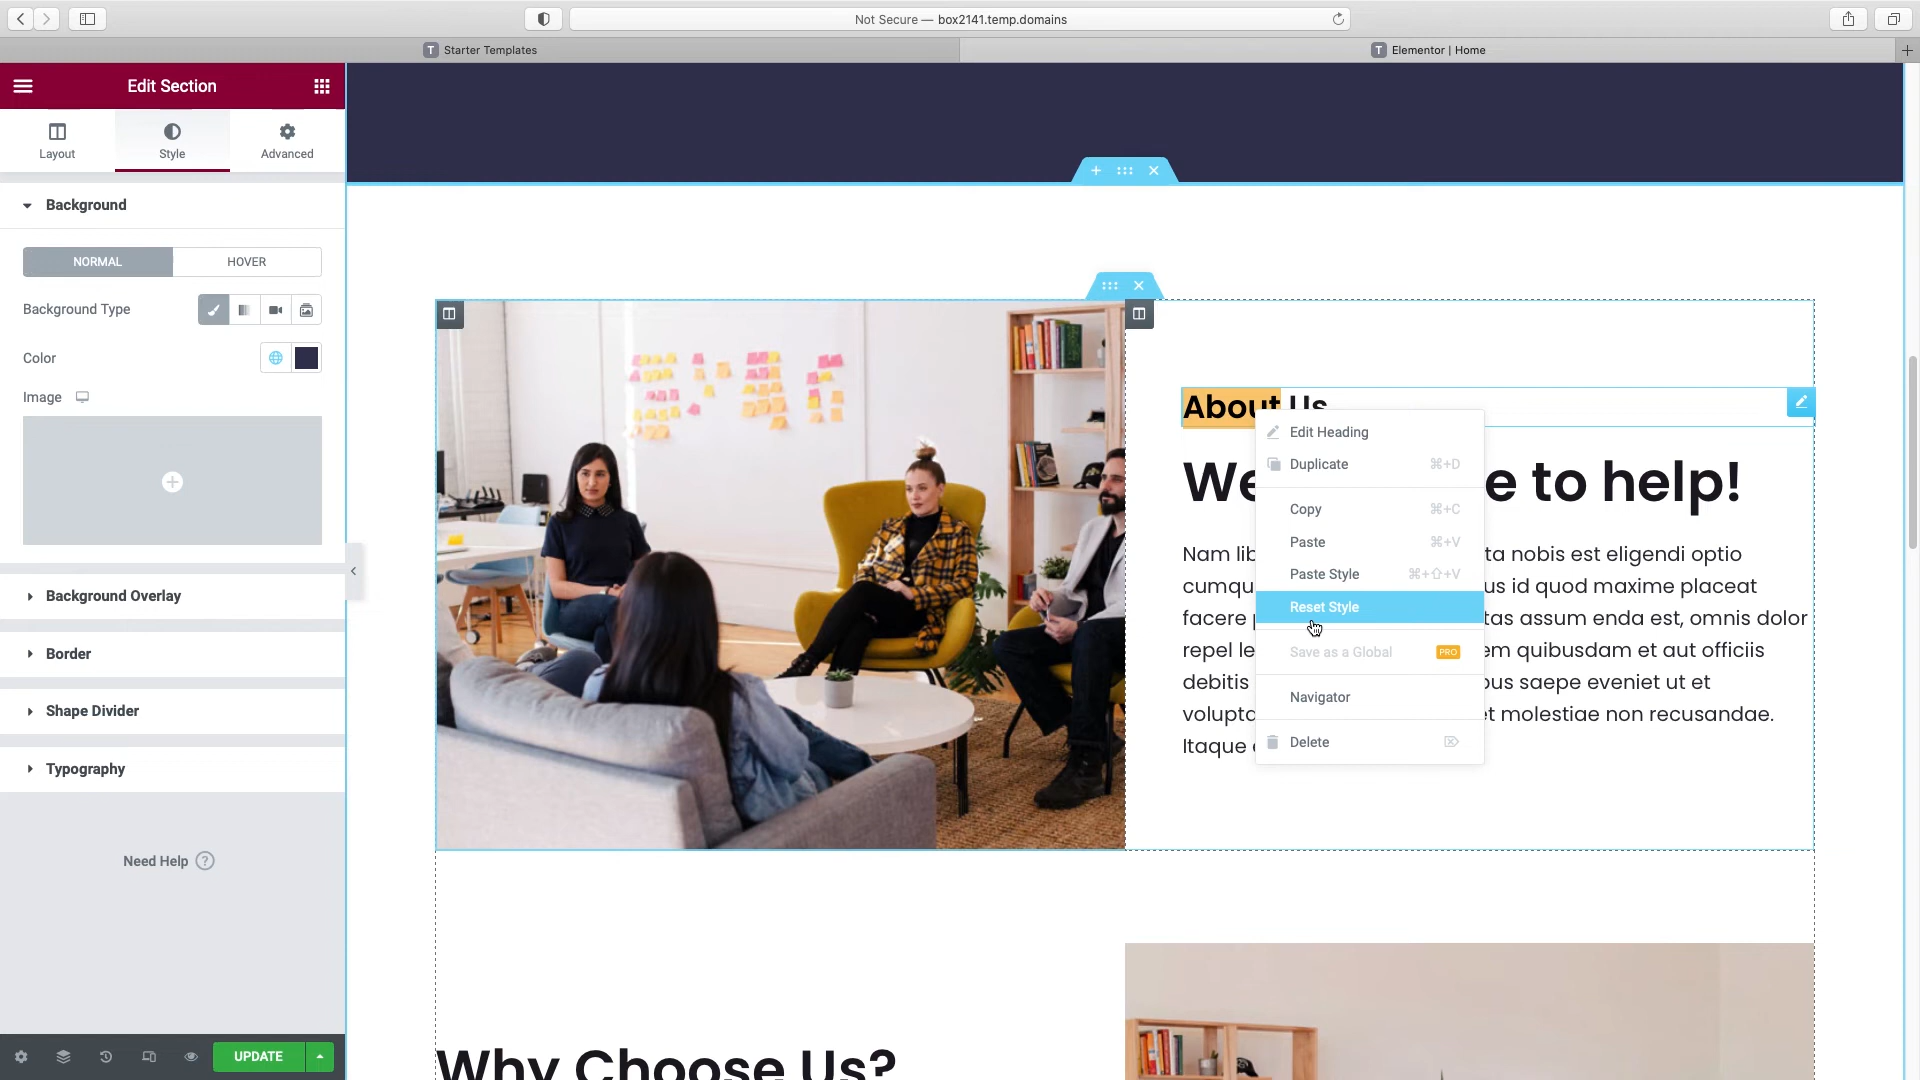 Not Secure — box2141.temp.domains
T Starter Templates
T Elementor | Home
Edit Section
Layout
Style
Advanced
Background
NORMAL
HOVER
Background Type
Color
Image
Background Overlay
Border
Shape Divider
Typography
Need Help ?
UPDATE
About Us
We e to help!
Nam lib ta nobis est eligendi optio
cumqu us id quod maxime placeat
facere tas assum enda est, omnis dolor
repel le em quibusdam et aut officiis
debitis ous saepe eveniet ut et
volupta et molestiae non recusandae.
Itaque
Edit Heading
Duplicate ⌘+D
Copy ⌘+C
Paste ⌘+V
Paste Style ⌘+⇧+V
Reset Style
Save as a Global PRO
Navigator
Delete
Why Choose Us?